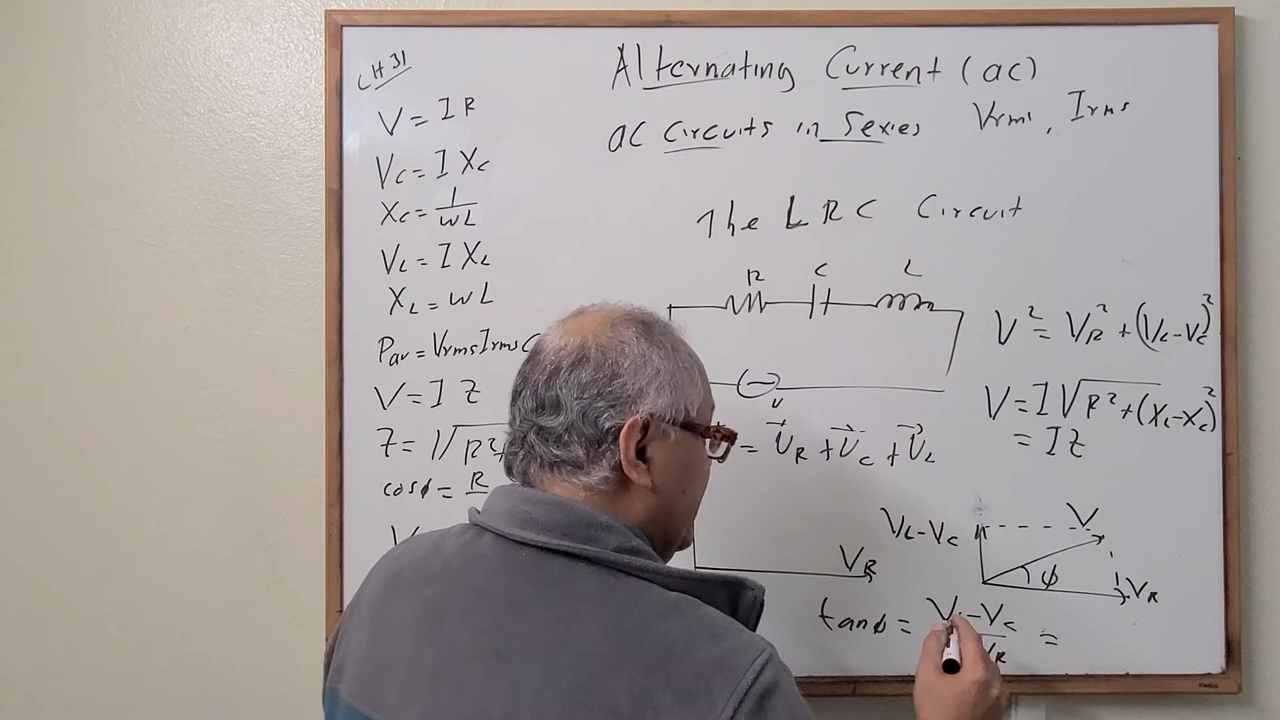 CH 31
Alternating Current (ac)
ac Circuits in Series Vrms, Irms
The LRC Circuit
V = I R
Vc = I Xc
Xc = 1/wL
VL = I XL
XL = wL
Pav = Vrms Irms C
V = I Z
Z = √R²+
cosϕ = R
R C L
V
V² = VR² + (VL-Vc)²
V = I√R²+(XL-Xc)²
= IZ
= VR + Vc + VL
VR
VL-Vc V
ϕ VR
tanϕ = VL-Vc/VR =